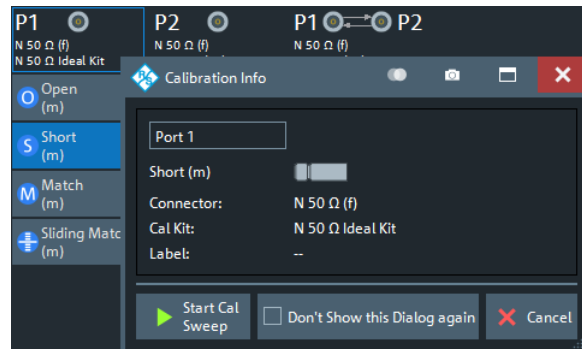 P1 P2 P1 P2
N 50 Ω (f) N 50 Ω (f) N 50 Ω (f)
N 50 Ω Ideal Kit
Calibration Info
O Open
(m)
S Short
(m)
M Match
(m)
Sliding Matc
(m)
Port 1
Short (m)
Connector: N 50 Ω (f)
Cal Kit: N 50 Ω Ideal Kit
Label: --
Start Cal
Sweep
Don't Show this Dialog again
Cancel